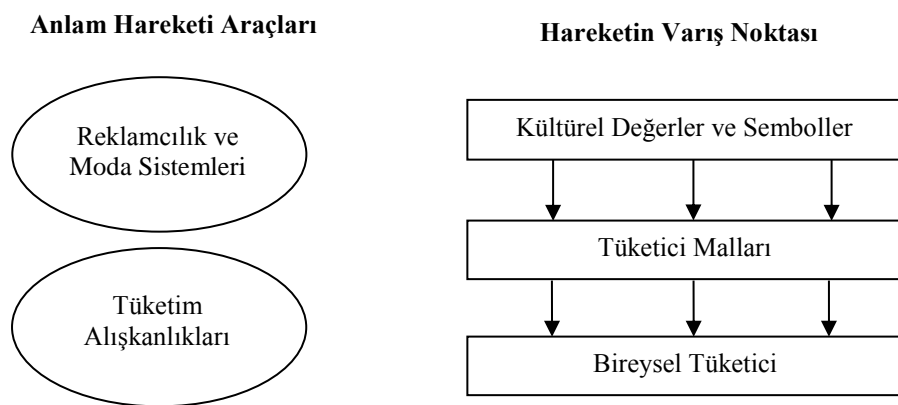 Anlam Hareketi Araçları
Hareketin Varış Noktası
Reklamcılık ve
Moda Sistemleri
Tüketim
Alışkanlıkları
Kültürel Değerler ve Semboller
Tüketici Malları
Bireysel Tüketici